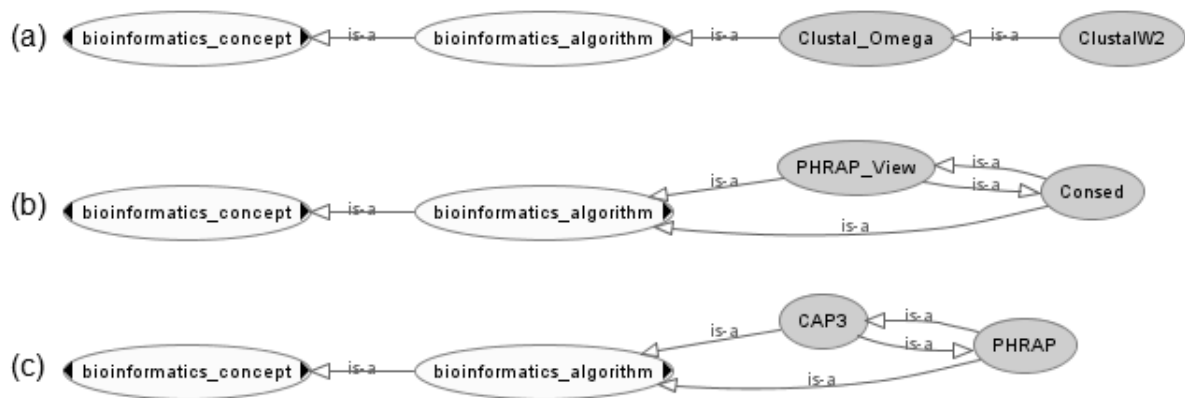 (a) bioinformatics_concept is-a bioinformatics_algorithm is-a Clustal_Omega is-a ClustalW2
PHRAP_View is-a
is-a is-a
(b) bioinformatics_concept is-a bioinformatics_algorithm Consed
is-a
CAP3 is-a
is-a is-a PHRAP
(c) bioinformatics_concept is-a bioinformatics_algorithm is-a